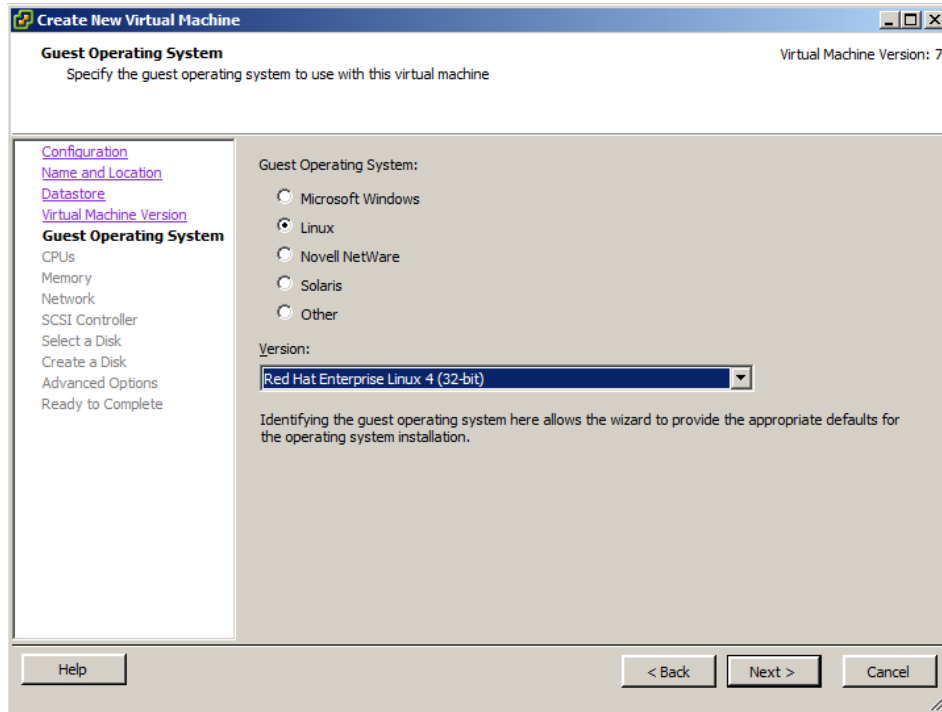 Create New Virtual Machine
Guest Operating System
Virtual Machine Version: 7
Specify the guest operating system to use with this virtual machine
Configuration
Name and Location
Datastore
Virtual Machine Version
Guest Operating System
CPUs
Memory
Network
SCSI Controller
Select a Disk
Create a Disk
Advanced Options
Ready to Complete
Guest Operating System:
Microsoft Windows
Linux
Novell NetWare
Solaris
Other
Version:
Red Hat Enterprise Linux 4 (32-bit)
Identifying the guest operating system here allows the wizard to provide the appropriate defaults for
the operating system installation.
Help
< Back
Next >
Cancel